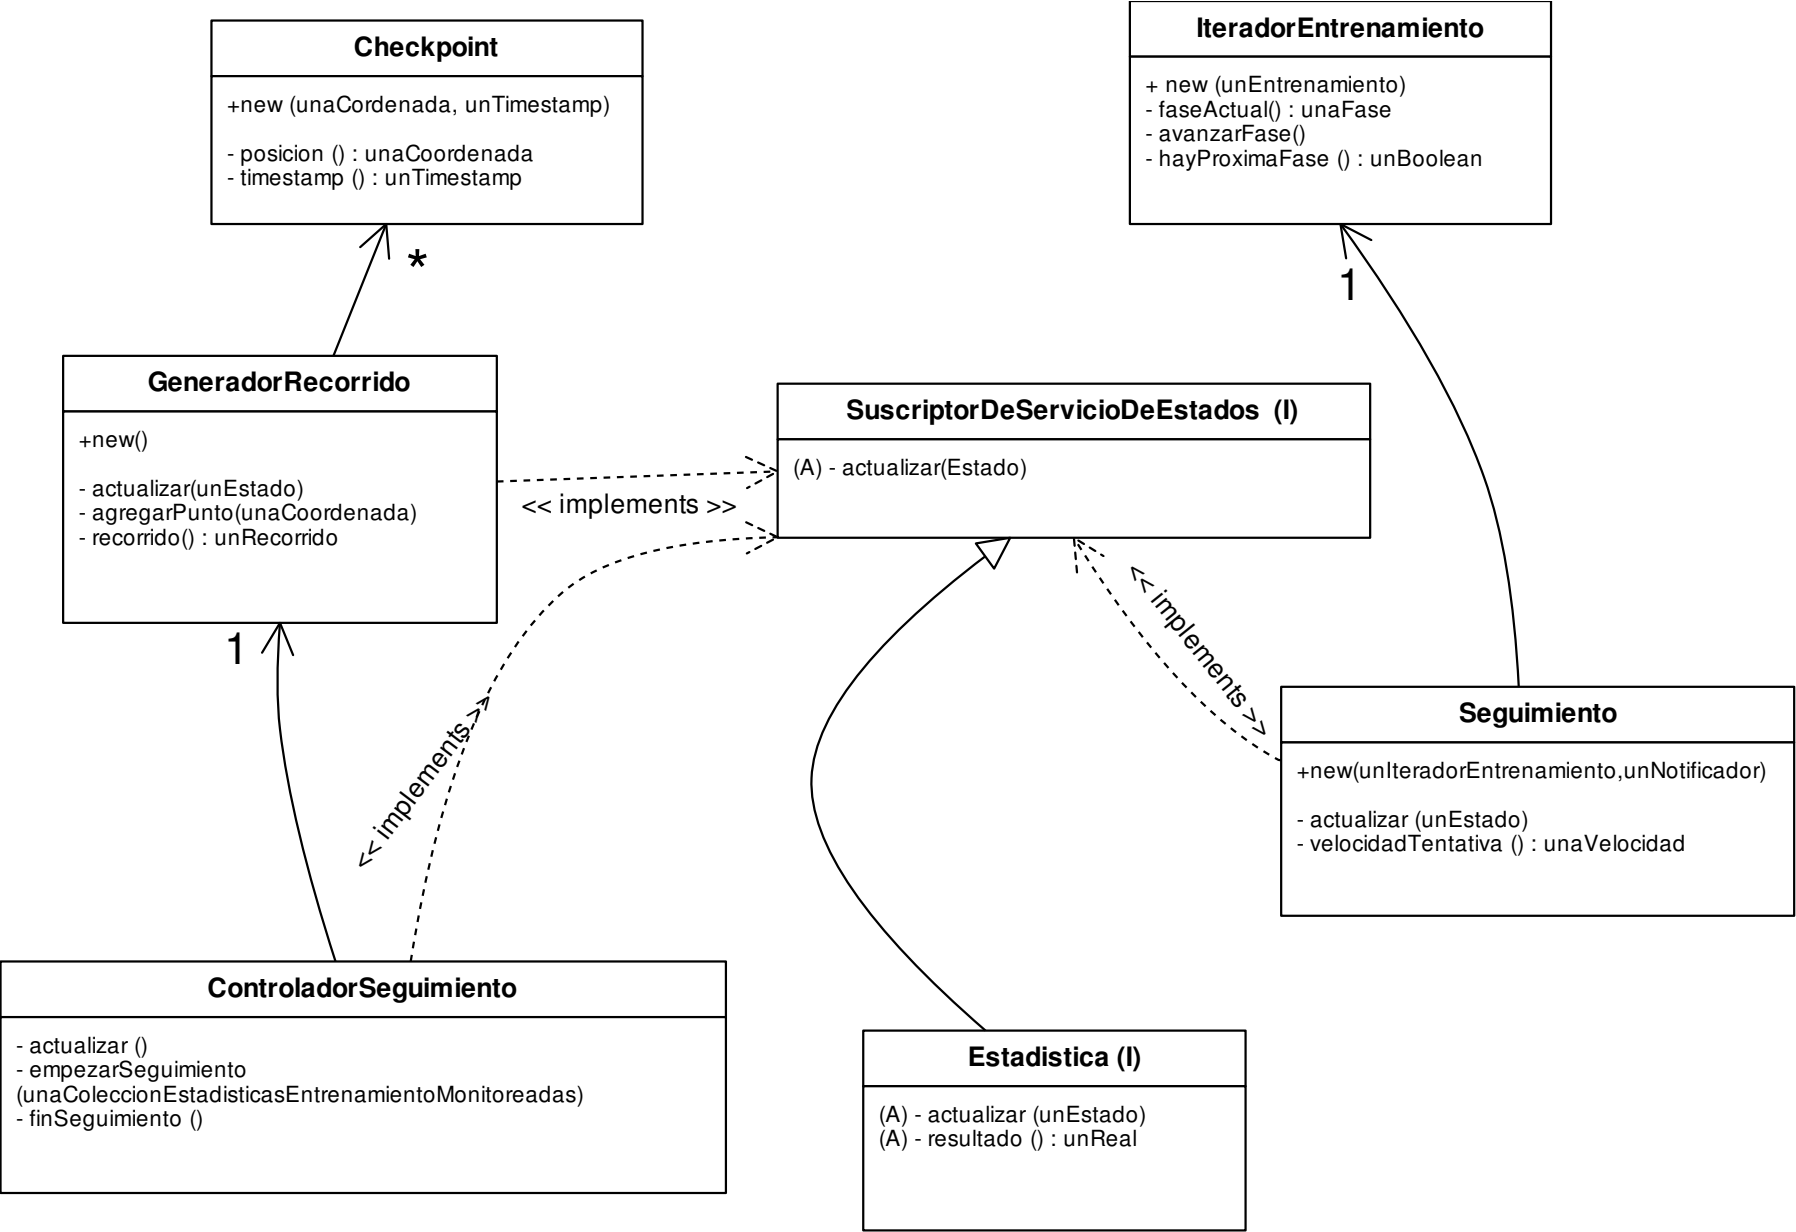 Checkpoint
+new (unaCordenada, unTimestamp)
- posicion () : unaCoordenada
- timestamp () : unTimestamp
IteradorEntrenamiento
+ new (unEntrenamiento)
- faseActual() : unaFase
- avanzarFase()
- hayProximaFase () : unBoolean
*
1
GeneradorRecorrido
+new()
- actualizar(unEstado)
- agregarPunto(unaCoordenada)
- recorrido() : unRecorrido
<< implements >>
SuscriptorDeServicioDeEstados (I)
(A) - actualizar(Estado)
1
<< implements >>
<< implements >>
Seguimiento
+new(unIteradorEntrenamiento,unNotificador)
- actualizar (unEstado)
- velocidadTentativa () : unaVelocidad
ControladorSeguimiento
- actualizar ()
- empezarSeguimiento
(unaColeccionEstadisticasEntrenamientoMonitoreadas)
- finSeguimiento ()
Estadistica (I)
(A) - actualizar (unEstado)
(A) - resultado () : unReal